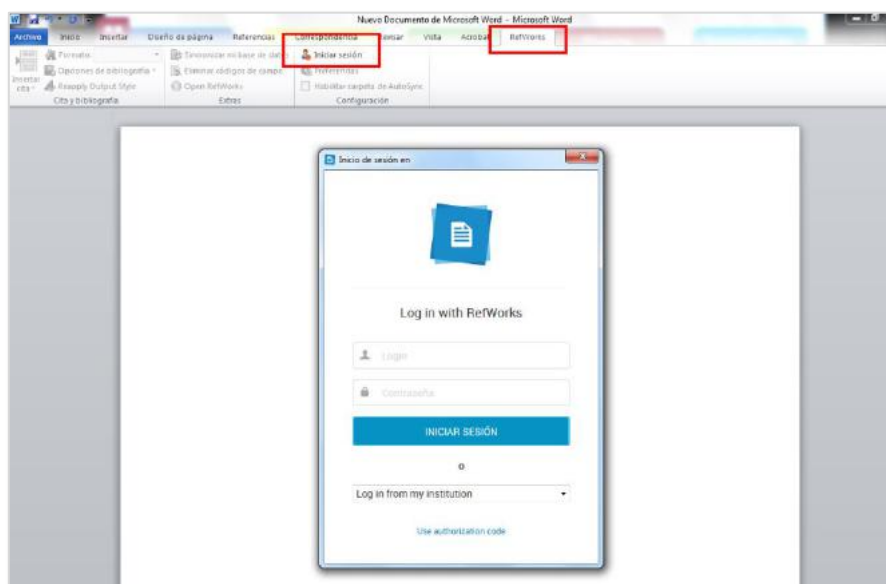 Nuevo Documento de Microsoft Word - Microsoft Word
Archivo Inicio Insertar Diseño de página Referencias Correspondencia Vista Acrobat RefWorks
Formato Sincronizar mi base de datos Iniciar sesión
Insertar cita
Opciones de bibliografía Eliminar códigos de campo Preferencias
Reapply Output Style Open RefWorks Habilitar carpeta de AutoSync
Cita y bibliografía Extras Configuración
Inicio de sesión en
Log in with RefWorks
Login
Contraseña
INICIAR SESIÓN
o
Log in from my institution
Use authorization code